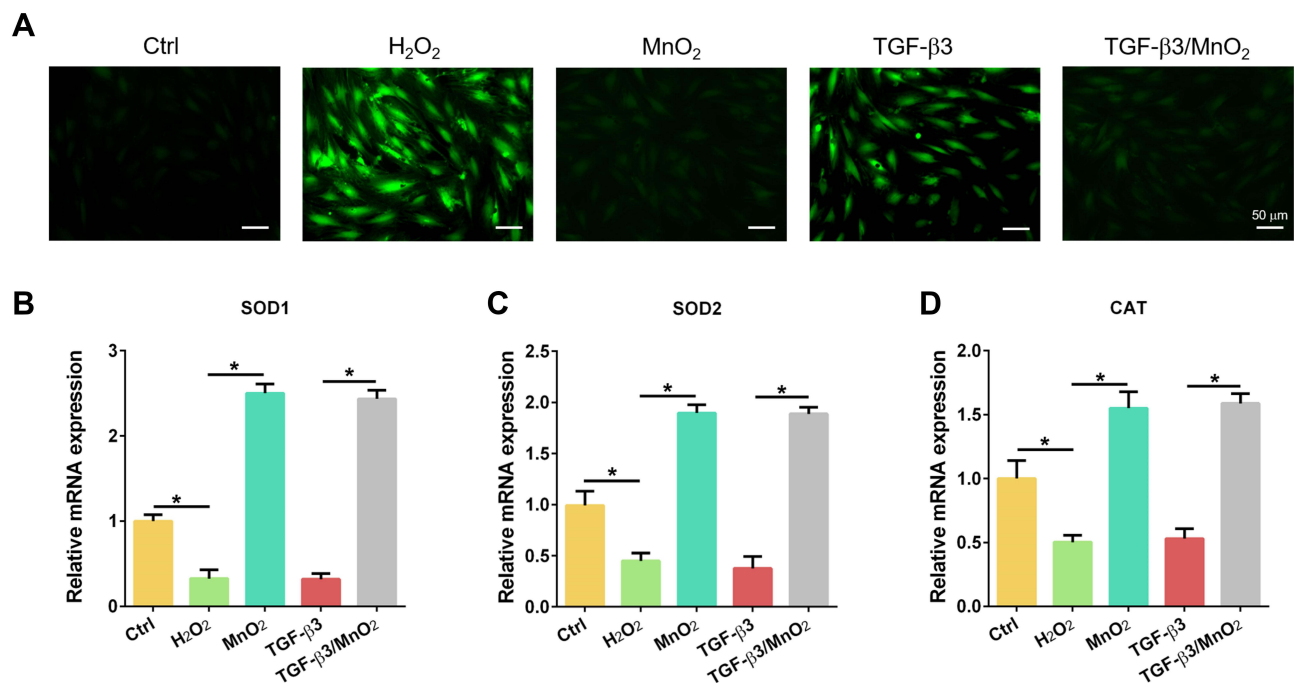 A
Ctrl
H₂O₂
MnO₂
TGF-β3
TGF-β3/MnO₂
50 μm
B
SOD1
Relative mRNA expression
3
2
1
0
*
*
*
Ctrl
H₂O₂
MnO₂
TGF-β3
TGF-β3/MnO₂
C
SOD2
Relative mRNA expression
2.5
2.0
1.5
1.0
0.5
0.0
*
*
*
Ctrl
H₂O₂
MnO₂
TGF-β3
TGF-β3/MnO₂
D
CAT
Relative mRNA expression
2.0
1.5
1.0
0.5
0.0
*
*
*
Ctrl
H₂O₂
MnO₂
TGF-β3
TGF-β3/MnO₂